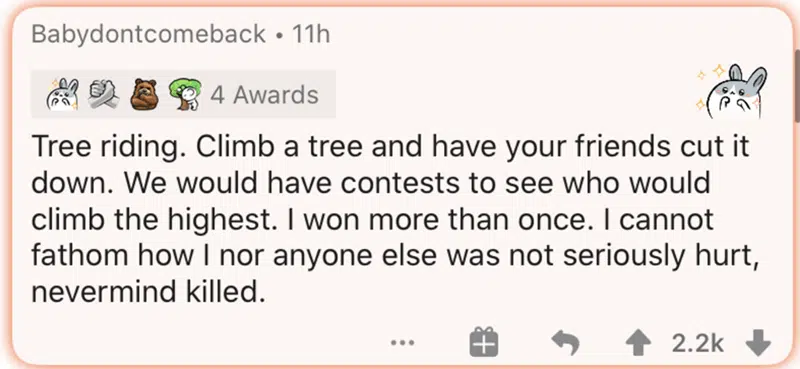 Babydontcomeback • 11h
4 Awards
Tree riding. Climb a tree and have your friends cut it
down. We would have contests to see who would
climb the highest. I won more than once. I cannot
fathom how I nor anyone else was not seriously hurt,
nevermind killed.
2.2k